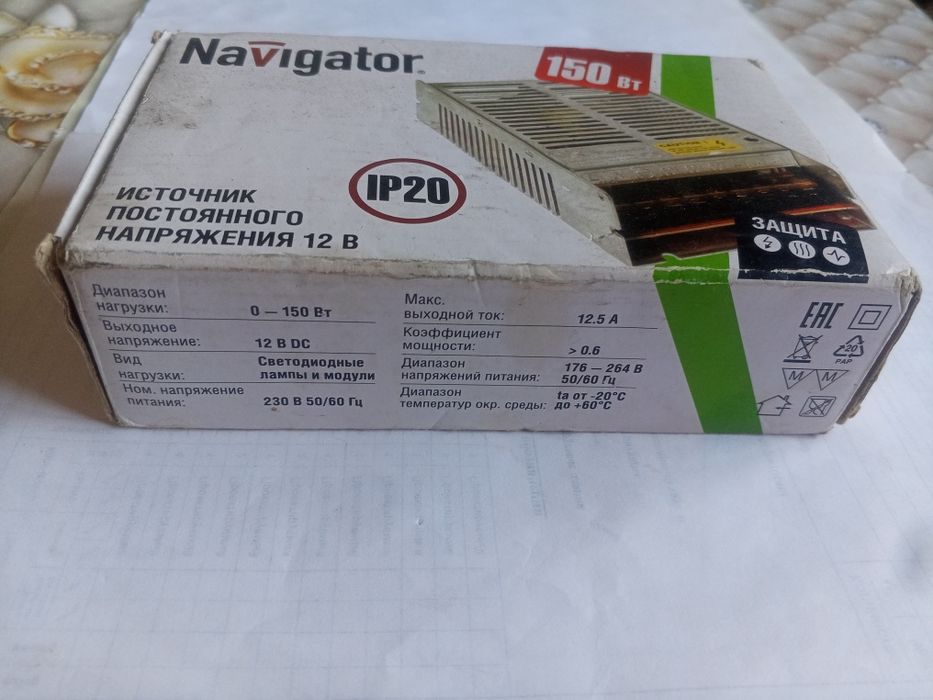 Navigator
150 Вт
CAUTION !
IP20
ИСТОЧНИК
ПОСТОЯННОГО
НАПРЯЖЕНИЯ 12 В
ЗАЩИТА
Диапазон
нагрузки: 0 — 150 Вт
Выходное
напряжение: 12 В DC
Вид Светодиодные
нагрузки: лампы и модули
Ном. напряжение
питания: 230 В 50/60 Гц
Макс.
выходной ток: 12.5 А
Коэффициент
мощности: > 0.6
Диапазон 176 — 264 В
напряжений питания: 50/60 Гц
Диапазон ta от -20°C
температур окр. среды: до +60°C
EAC
20
PAP
M M